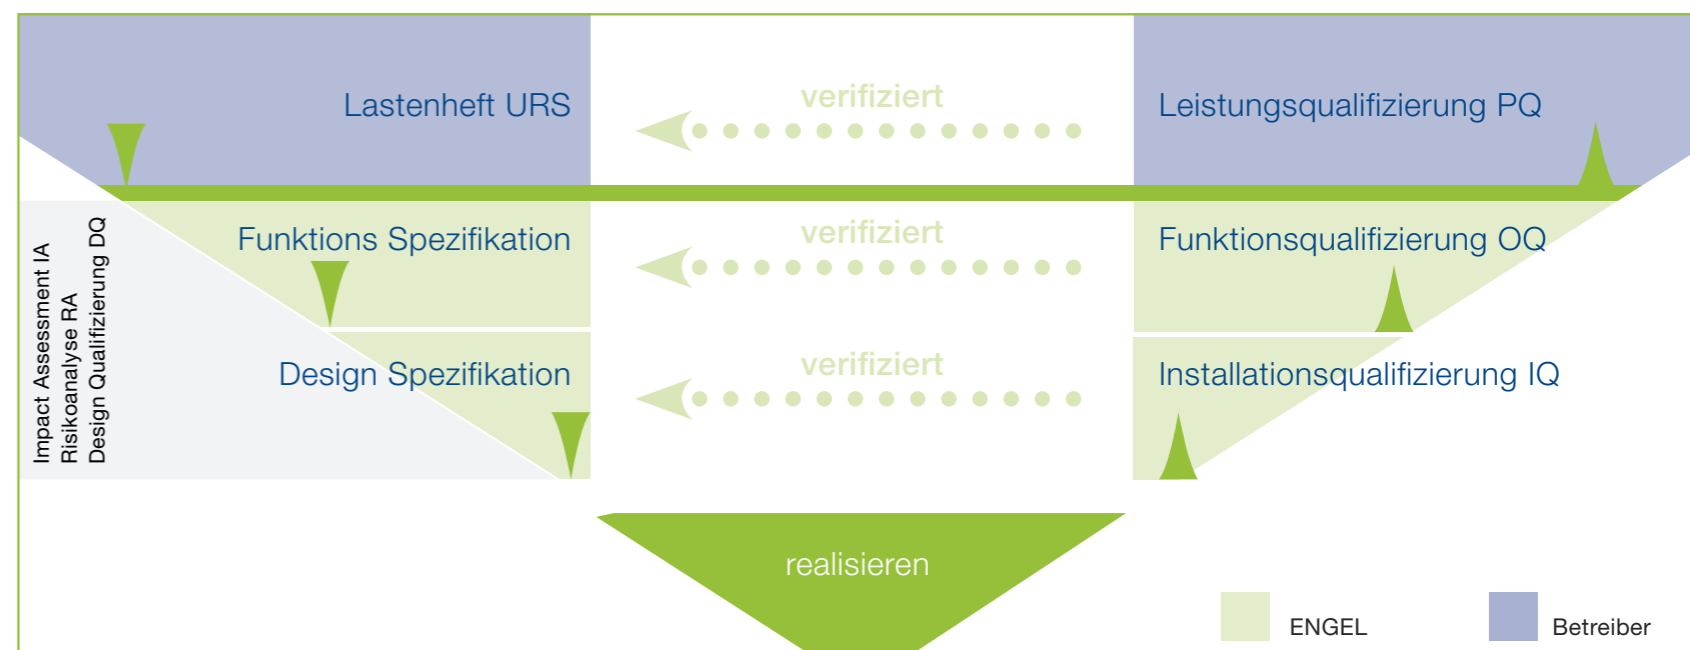 Lastenheft URS
verifiziert
Leistungsqualifizierung PQ
Funktions Spezifikation
verifiziert
Funktionsqualifizierung OQ
Design Spezifikation
verifiziert
Installationsqualifizierung IQ
Impact Assessment IA
Risikoanalyse RA
Design Qualifizierung DQ
realisieren
ENGEL
Betreiber